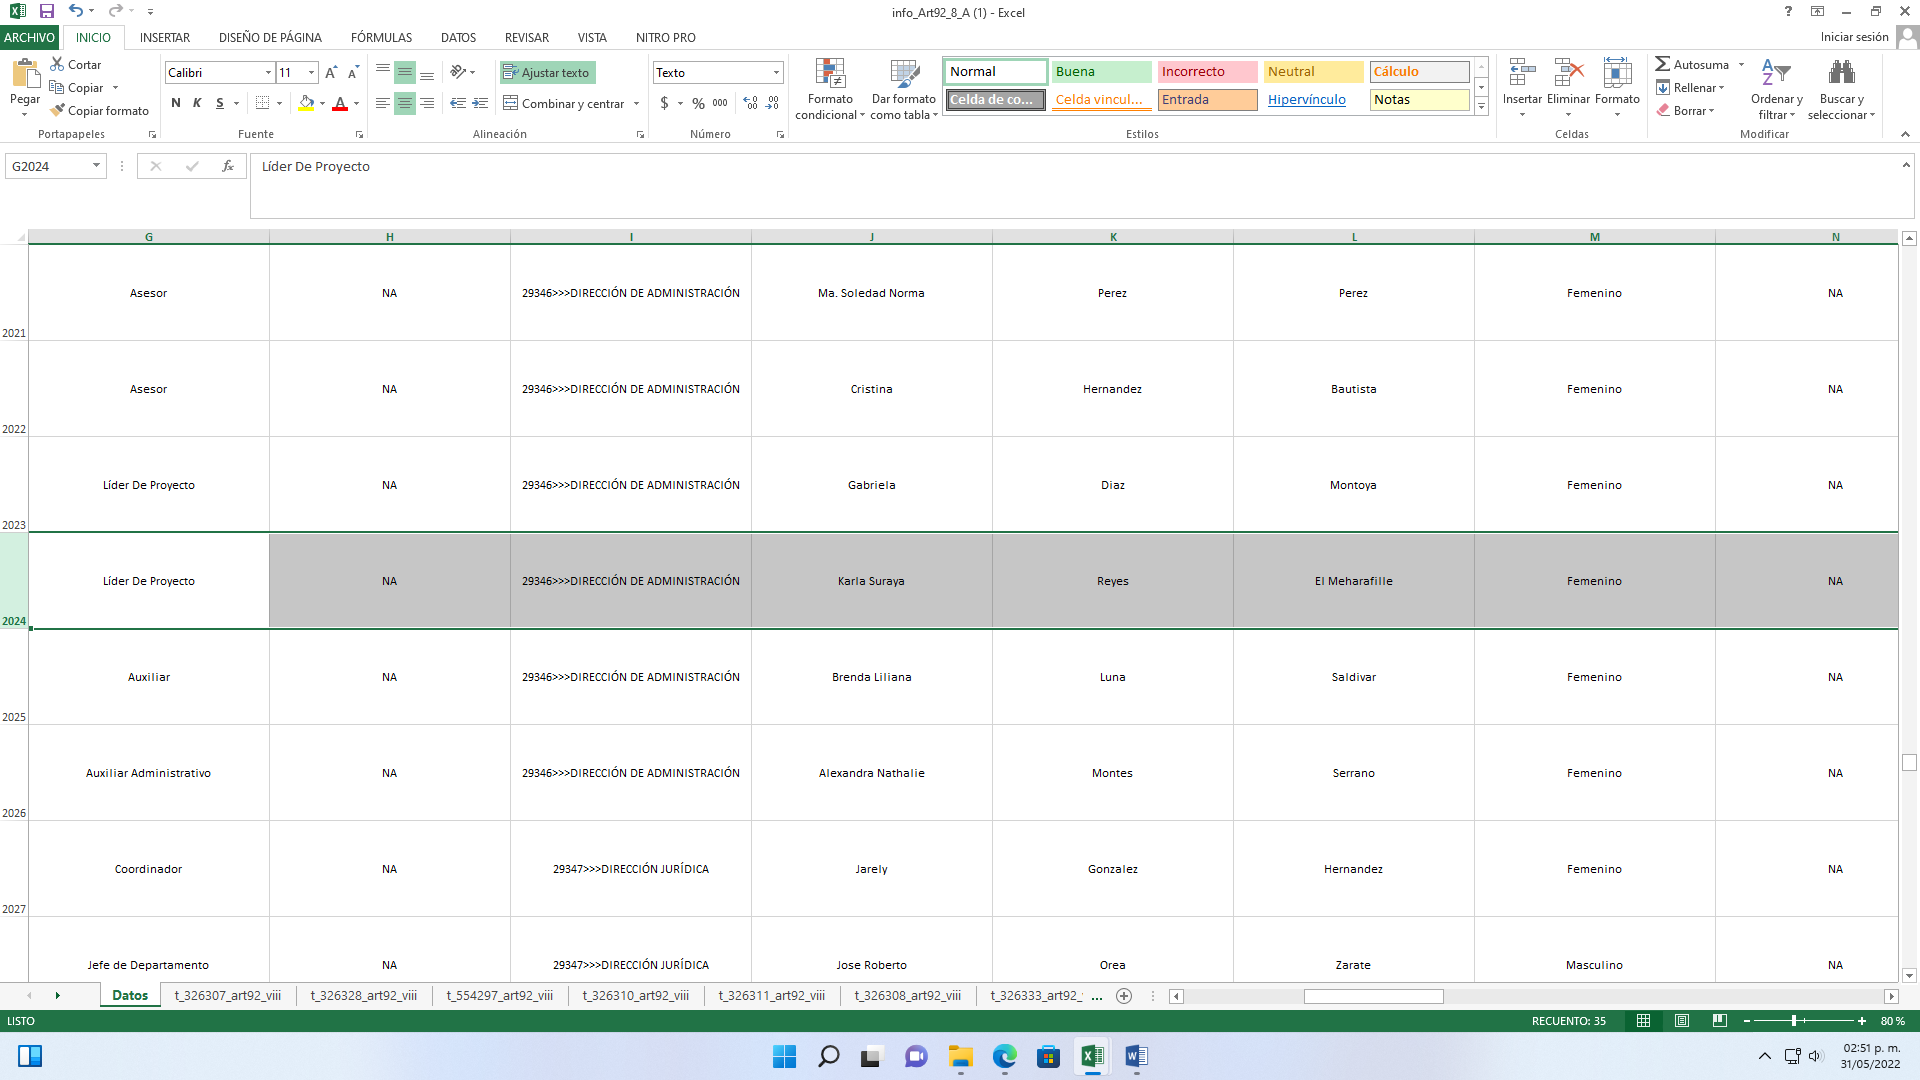 info_Art92_8_A (1) - Excel
ARCHIVO INICIO INSERTAR DISEÑO DE PÁGINA FÓRMULAS DATOS REVISAR VISTA NITRO PRO Iniciar sesión
Pegar
Cortar
Copiar
Copiar formato
Portapapeles
Calibri 11
N K S
Fuente
Ajustar texto
Combinar y centrar
Alineación
Texto
$ % 000
Número
Formato condicional
Dar formato como tabla
Normal Buena Incorrecto Neutral Cálculo
Celda de co... Celda vincul... Entrada Hipervínculo Notas
Estilos
Insertar Eliminar Formato
Celdas
Autosuma
Rellenar
Borrar
Ordenar y filtrar
Buscar y seleccionar
Modificar
G2024 fx Líder De Proyecto
G H I J K L M N
2021 Asesor NA 29346>>>DIRECCIÓN DE ADMINISTRACIÓN Ma. Soledad Norma Perez Perez Femenino NA
2022 Asesor NA 29346>>>DIRECCIÓN DE ADMINISTRACIÓN Cristina Hernandez Bautista Femenino NA
2023 Líder De Proyecto NA 29346>>>DIRECCIÓN DE ADMINISTRACIÓN Gabriela Diaz Montoya Femenino NA
2024 Líder De Proyecto NA 29346>>>DIRECCIÓN DE ADMINISTRACIÓN Karla Suraya Reyes El Meharafille Femenino NA
2025 Auxiliar NA 29346>>>DIRECCIÓN DE ADMINISTRACIÓN Brenda Liliana Luna Saldivar Femenino NA
2026 Auxiliar Administrativo NA 29346>>>DIRECCIÓN DE ADMINISTRACIÓN Alexandra Nathalie Montes Serrano Femenino NA
2027 Coordinador NA 29347>>>DIRECCIÓN JURÍDICA Jarely Gonzalez Hernandez Femenino NA
Jefe de Departamento NA 29347>>>DIRECCIÓN JURÍDICA Jose Roberto Orea Zarate Masculino NA
Datos t_326307_art92_viii t_326328_art92_viii t_554297_art92_viii t_326310_art92_viii t_326311_art92_viii t_326308_art92_viii t_326333_art92_ ...
LISTO RECUENTO: 35 80 %
02:51 p. m.
31/05/2022